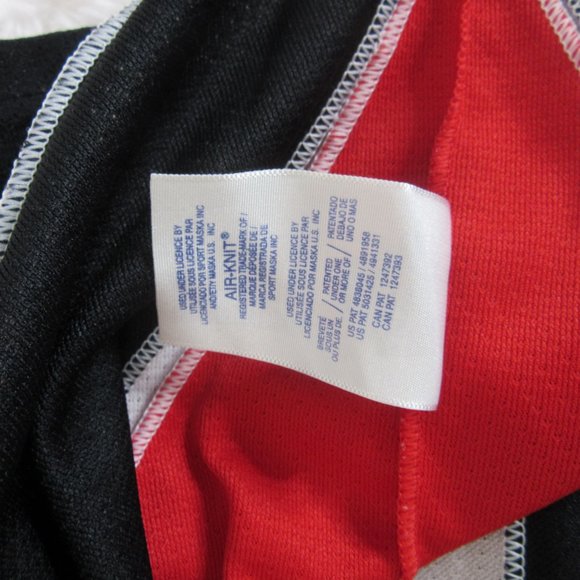 USED UNDER LICENCE BY
UTILISÉE SOUS LICENCE PAR
LICENCIADO POR SPORT MASKA INC
AND/ET/Y MASKA U.S. INC
AIR-KNIT®
REGISTERED TRADE-MARK OF /
MARQUE DÉPOSÉE DE /
MARCA REGISTRADA DE
SPORT MASKA INC
USED UNDER LICENCE BY
UTILISÉE SOUS LICENCE PAR
LICENCIADO POR MASKA U.S. INC
BREVETÉ / PATENTED / PATENTADO
SOUS UN / UNDER ONE / DEBAJO DE
OU PLUS DE: / OR MORE OF / UNO O MAS
US PAT 4838045 / 4891958
US PAT 5031425 / 4941331
CAN PAT 1247392
CAN PAT 1247393